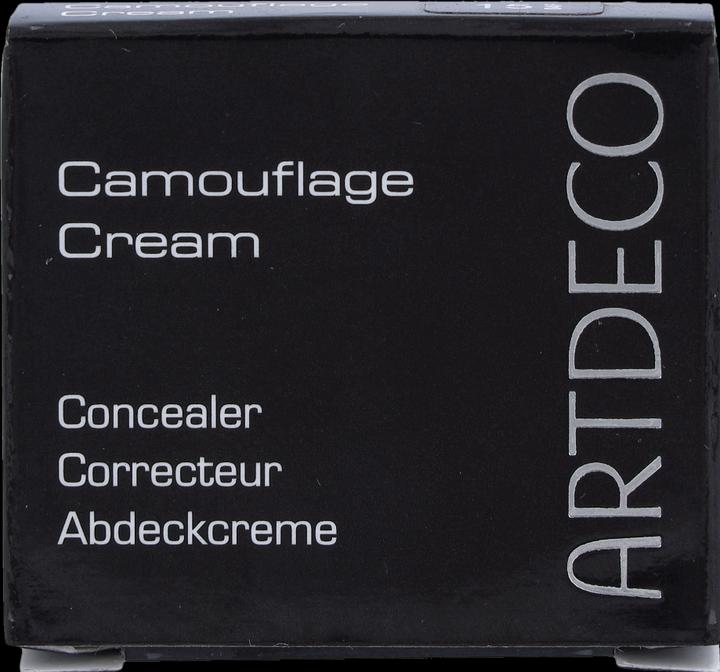 Camouflage
Cream
Concealer
Correcteur
Abdeckcreme
ARTDECO